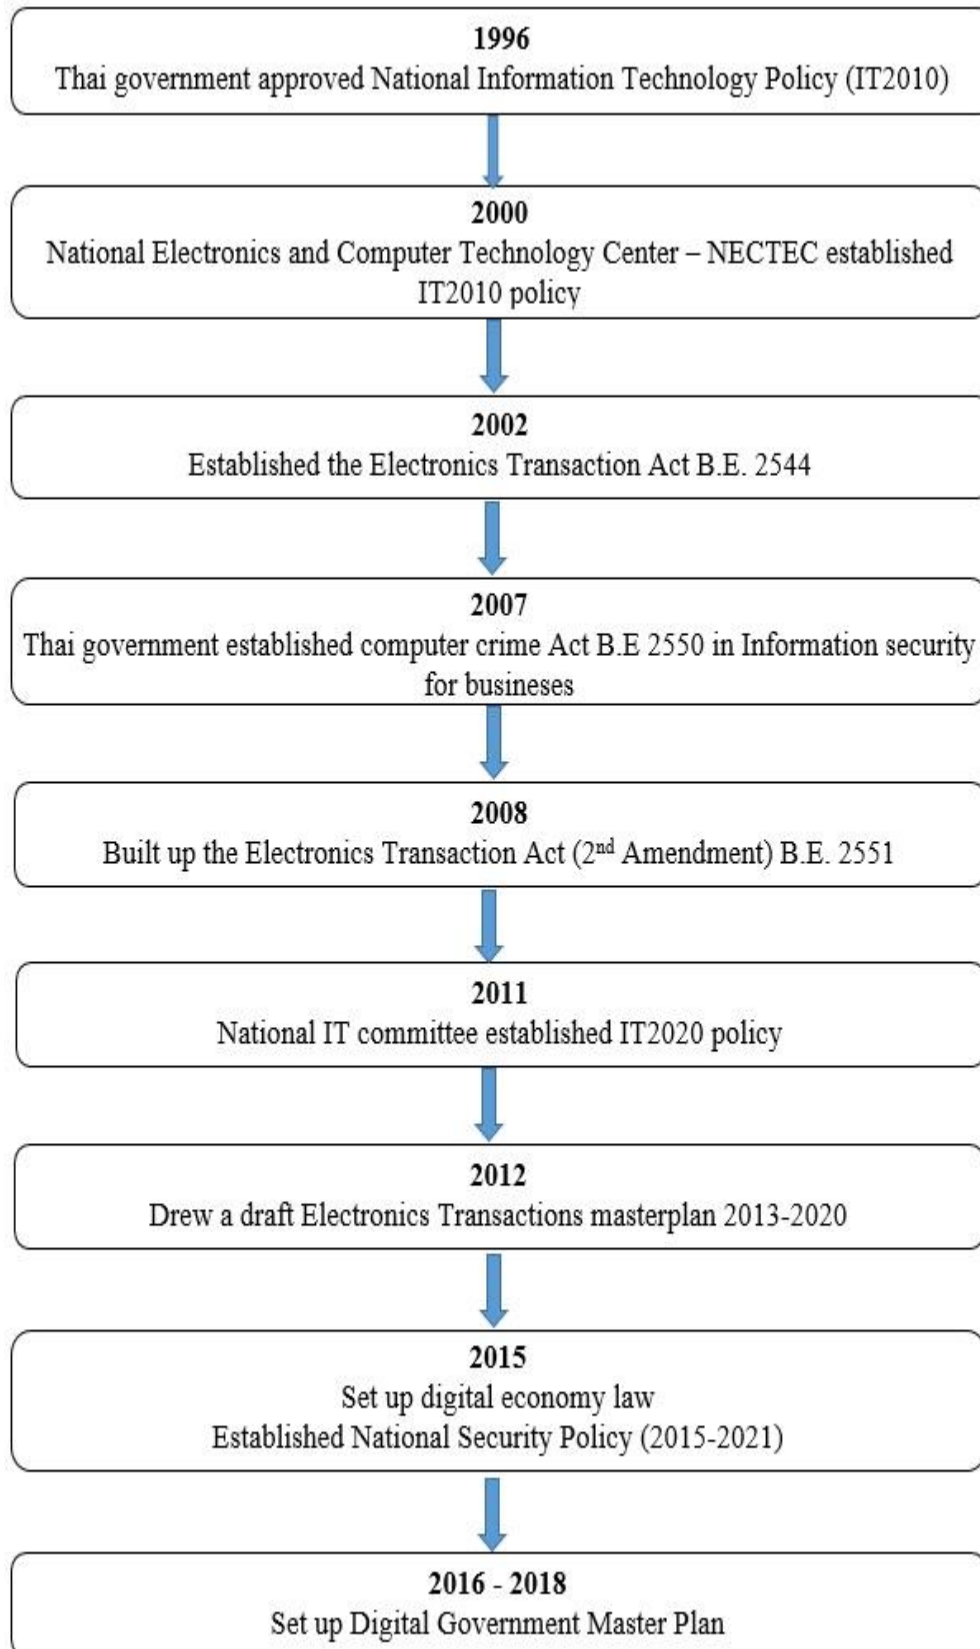 1996
Thai government approved National Information Technology Policy (IT2010)
2000
National Electronics and Computer Technology Center – NECTEC established
IT2010 policy
2002
Established the Electronics Transaction Act B.E. 2544
2007
Thai government established computer crime Act B.E 2550 in Information security
for busineses
2008
Built up the Electronics Transaction Act (2nd Amendment) B.E. 2551
2011
National IT committee established IT2020 policy
2012
Drew a draft Electronics Transactions masterplan 2013-2020
2015
Set up digital economy law
Established National Security Policy (2015-2021)
2016 - 2018
Set up Digital Government Master Plan